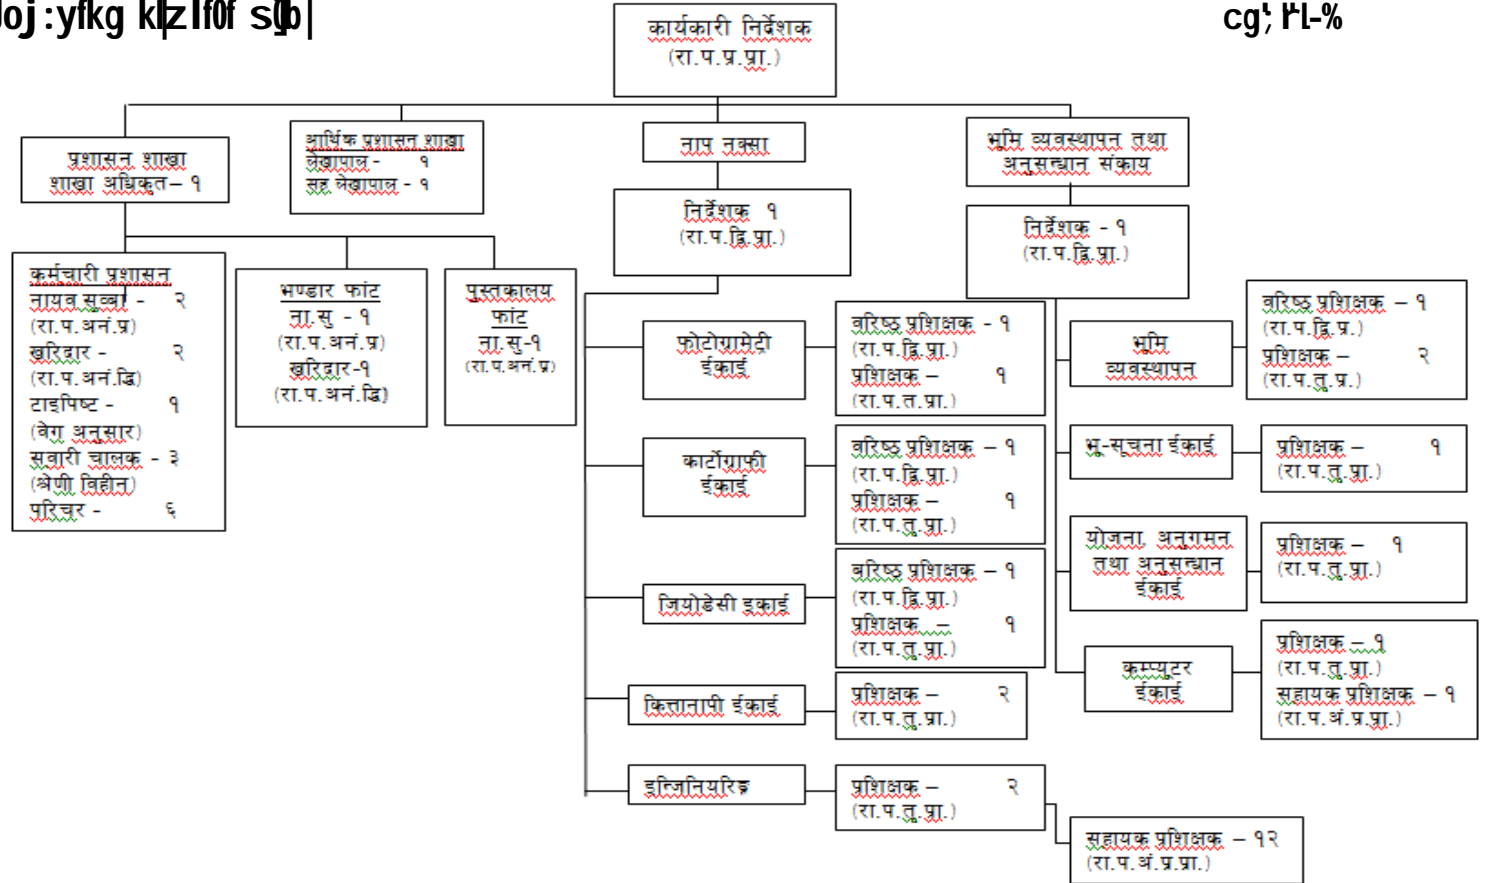 cg';"rL–%
कार्यकारी निर्देशक
(रा.प.प्र.प्रा.)
प्रशासन शाखा
शाखा अधिकृत– १
आर्थिक प्रशासन शाखा
लेखापाल - १
सह लेखापाल - १
नाप नक्सा
भूमि व्यवस्थापन तथा
अनुसन्धान संकाय
निर्देशक १
(रा.प.द्वि.प्रा.)
निर्देशक - १
(रा.प.द्वि.प्रा.)
कर्मचारी प्रशासन
नायव सुब्बा - २
(रा.प.अनं.प्र)
खरिदार - २
(रा.प.अनं.द्वि)
टाइपिष्ट - १
(वेग अनुसार)
सवारी चालक - ३
(श्रेणी विहीन)
परिचर - ६
भण्डार फांट
ना.सु - १
(रा.प.अनं.प्र)
खरिदार-१
(रा.प.अनं.द्वि)
पुस्तकालय
फांट
ना.सु-१
(रा.प.अनं.प्र)
फोटोग्रामेट्री
ईकाई
वरिष्ठ प्रशिक्षक - १
(रा.प.द्वि.प्रा.)
प्रशिक्षक – १
(रा.प.त.प्रा.)
कार्टोग्राफी
ईकाई
वरिष्ठ प्रशिक्षक – १
(रा.प.द्वि.प्रा.)
प्रशिक्षक – १
(रा.प.तृ.प्रा.)
जियोडेसी इकाई
बरिष्ठ प्रशिक्षक – १
(रा.प.द्वि.प्रा.)
प्रशिक्षक – १
(रा.प.तृ.प्रा.)
कित्तानापी ईकाई
प्रशिक्षक – २
(रा.प.तृ.प्रा.)
इन्जिनियरिङ्ग
प्रशिक्षक – २
(रा.प.तृ.प्रा.)
सहायक प्रशिक्षक – १२
(रा.प.अं.प्र.प्रा.)
भूमि
व्यवस्थापन
वरिष्ठ प्रशिक्षक – १
(रा.प.द्वि.प्र.)
प्रशिक्षक – २
(रा.प.तृ.प्र.)
भू-सूचना ईकाई
प्रशिक्षक – १
(रा.प.तृ.प्रा.)
योजना, अनुगमन
तथा अनुसन्धान
ईकाई
प्रशिक्षक – १
(रा.प.तृ.प्रा.)
कम्प्युटर
ईकाई
प्रशिक्षक – १
(रा.प.तृ.प्रा.)
सहायक प्रशिक्षक – १
(रा.प.अं.प्र.प्रा.)